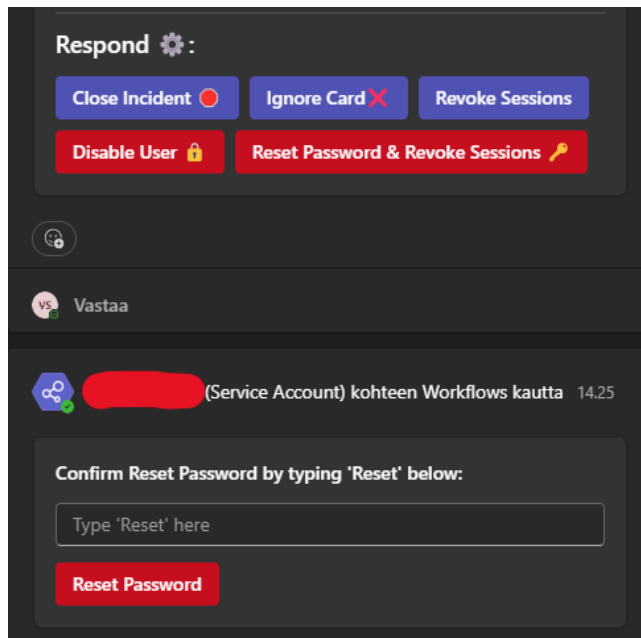 Respond ⚙️:
Close Incident 🛑 Ignore Card ❌ Revoke Sessions
Disable User 🔒 Reset Password & Revoke Sessions 🔑
VS Vastaa
(Service Account) kohteen Workflows kautta 14.25
Confirm Reset Password by typing 'Reset' below:
Type 'Reset' here
Reset Password